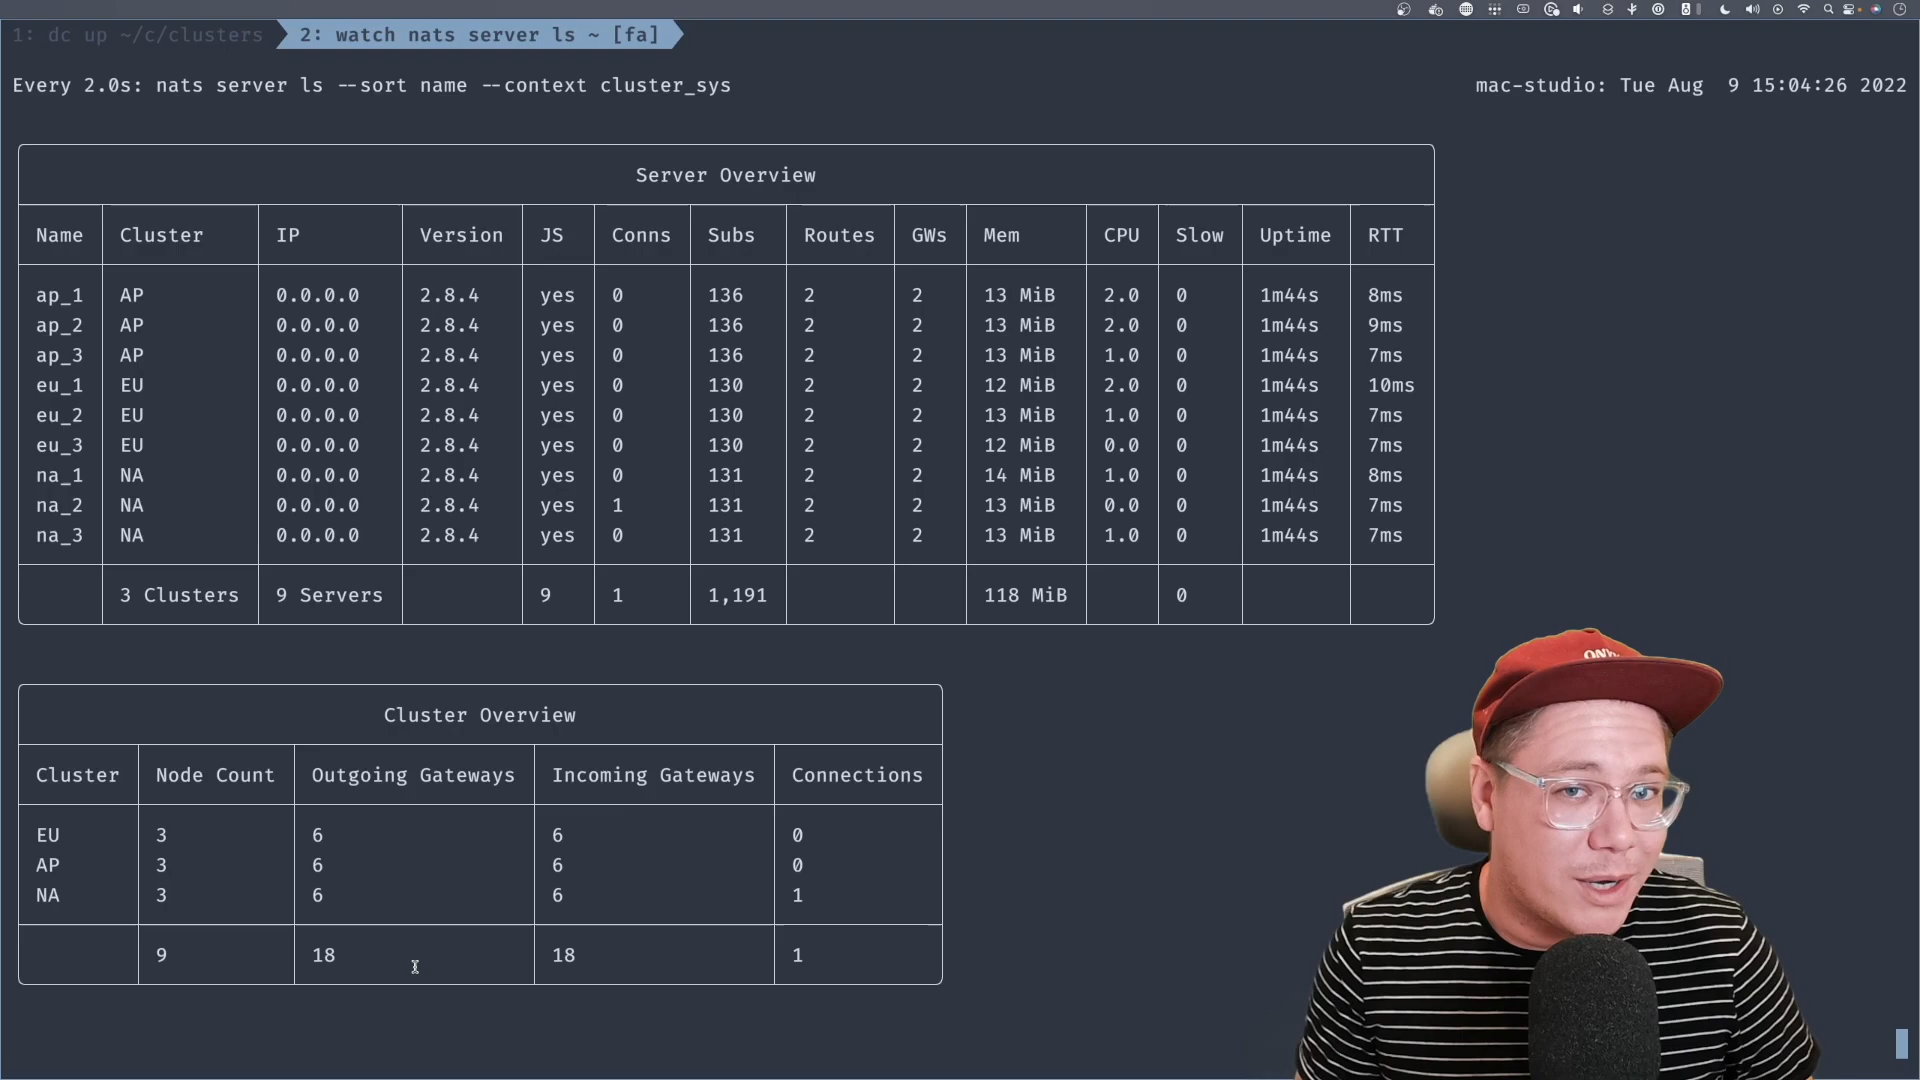 1: dc up ~/c/clusters 2: watch nats server ls ~ [fa]
Every 2.0s: nats server ls --sort name --context cluster_sys mac-studio: Tue Aug  9 15:04:26 2022
Server Overview
Name Cluster IP Version JS Conns Subs Routes GWs Mem CPU Slow Uptime RTT
ap_1 AP 0.0.0.0 2.8.4 yes 0 136 2 2 13 MiB 2.0 0 1m44s 8ms
ap_2 AP 0.0.0.0 2.8.4 yes 0 136 2 2 13 MiB 2.0 0 1m44s 9ms
ap_3 AP 0.0.0.0 2.8.4 yes 0 136 2 2 13 MiB 1.0 0 1m44s 7ms
eu_1 EU 0.0.0.0 2.8.4 yes 0 130 2 2 12 MiB 2.0 0 1m44s 10ms
eu_2 EU 0.0.0.0 2.8.4 yes 0 130 2 2 13 MiB 1.0 0 1m44s 7ms
eu_3 EU 0.0.0.0 2.8.4 yes 0 130 2 2 12 MiB 0.0 0 1m44s 7ms
na_1 NA 0.0.0.0 2.8.4 yes 0 131 2 2 14 MiB 1.0 0 1m44s 8ms
na_2 NA 0.0.0.0 2.8.4 yes 1 131 2 2 13 MiB 0.0 0 1m44s 7ms
na_3 NA 0.0.0.0 2.8.4 yes 0 131 2 2 13 MiB 1.0 0 1m44s 7ms
3 Clusters 9 Servers 9 1 1,191 118 MiB 0
Cluster Overview
Cluster Node Count Outgoing Gateways Incoming Gateways Connections
EU 3 6 6 0
AP 3 6 6 0
NA 3 6 6 1
9 18 18 1